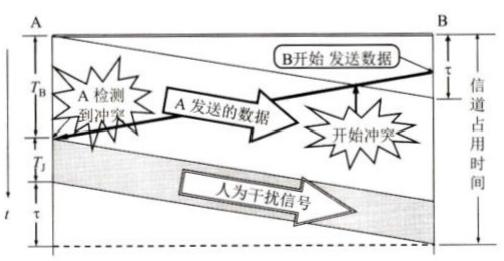 A
B
B开始 发送数据
τ
T_B
A 检测
到冲突
A 发送的数据
开始冲突
信道占用时间
T_J
人为干扰信号
t
τ